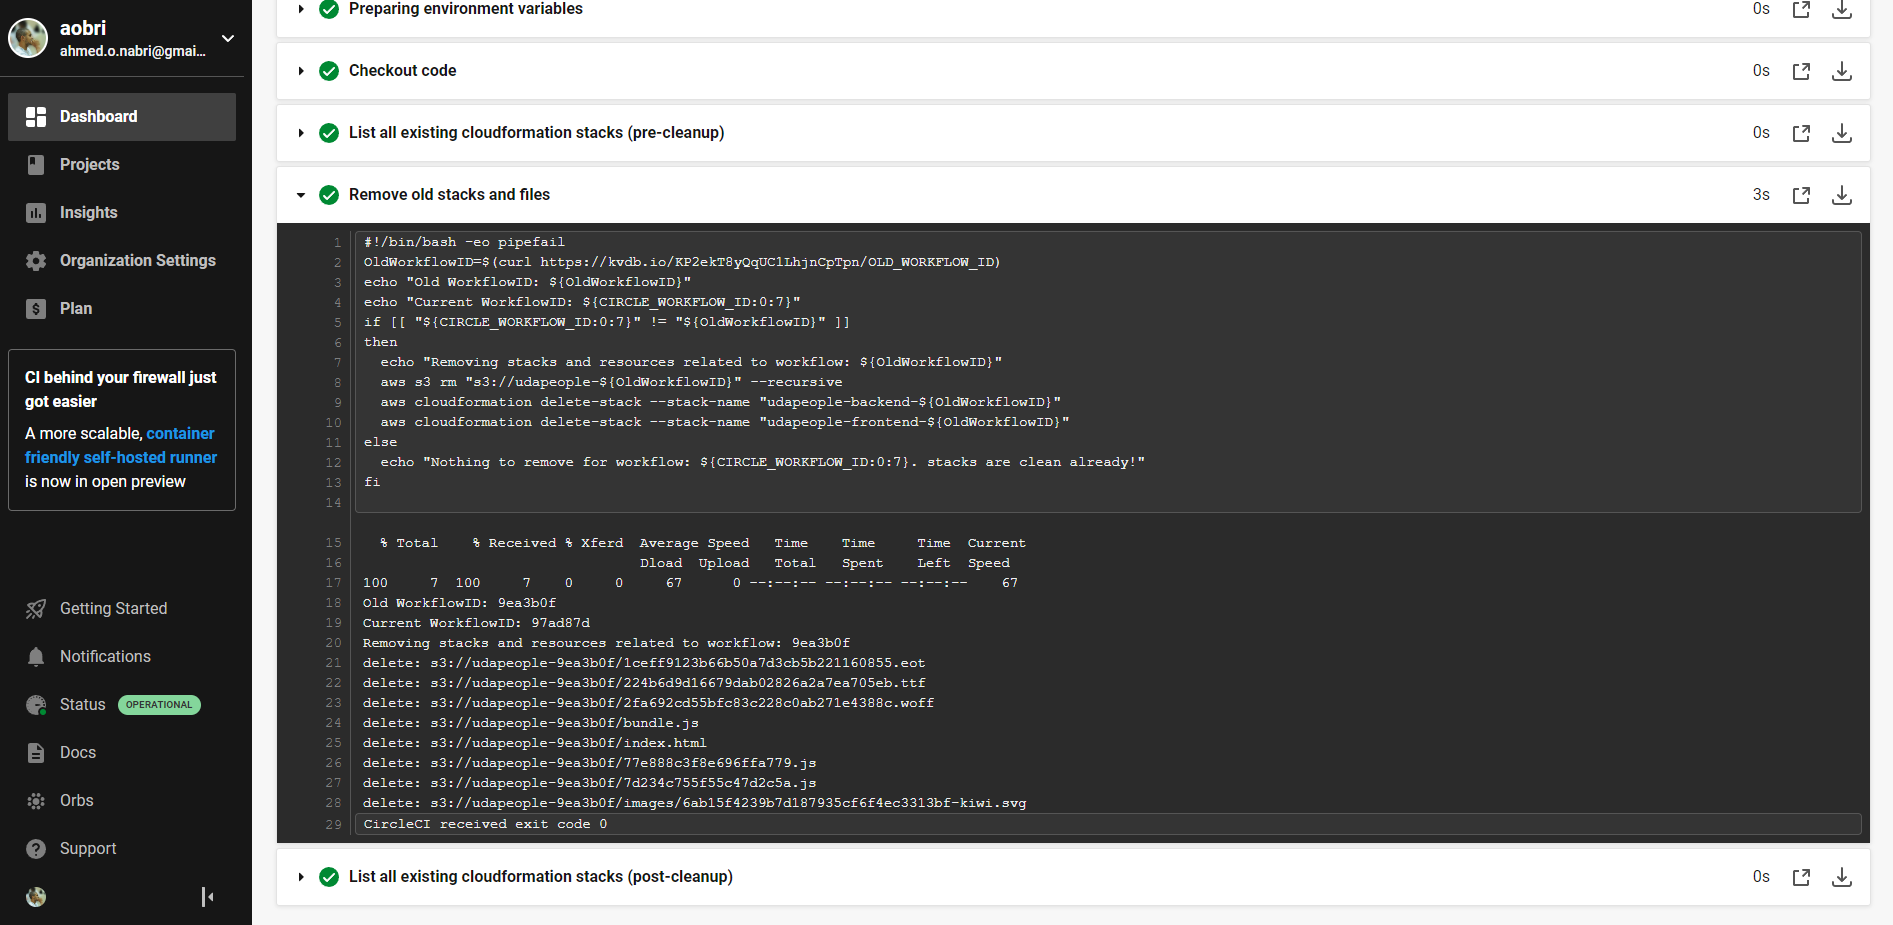 aobri
ahmed.o.nabri@gmai...
Dashboard
Projects
Insights
Organization Settings
Plan
CI behind your firewall just
got easier
A more scalable, container
friendly self-hosted runner
is now in open preview
Getting Started
Notifications
Status OPERATIONAL
Docs
Orbs
Support
Preparing environment variables 0s
Checkout code 0s
List all existing cloudformation stacks (pre-cleanup) 0s
Remove old stacks and files 3s
1 #!/bin/bash -eo pipefail
2 OldWorkflowID=$(curl https://kvdb.io/KP2ekT8yQqUC1LhjnCpTpn/OLD_WORKFLOW_ID)
3 echo "Old WorkflowID: ${OldWorkflowID}"
4 echo "Current WorkflowID: ${CIRCLE_WORKFLOW_ID:0:7}"
5 if [[ "${CIRCLE_WORKFLOW_ID:0:7}" != "${OldWorkflowID}" ]]
6 then
7 echo "Removing stacks and resources related to workflow: ${OldWorkflowID}"
8 aws s3 rm "s3://udapeople-${OldWorkflowID}" --recursive
9 aws cloudformation delete-stack --stack-name "udapeople-backend-${OldWorkflowID}"
10 aws cloudformation delete-stack --stack-name "udapeople-frontend-${OldWorkflowID}"
11 else
12 echo "Nothing to remove for workflow: ${CIRCLE_WORKFLOW_ID:0:7}. stacks are clean already!"
13 fi
14
15 % Total % Received % Xferd Average Speed Time Time Time Current
16 Dload Upload Total Spent Left Speed
17 100 7 100 7 0 0 67 0 --:--:-- --:--:-- --:--:-- 67
18 Old WorkflowID: 9ea3b0f
19 Current WorkflowID: 97ad87d
20 Removing stacks and resources related to workflow: 9ea3b0f
21 delete: s3://udapeople-9ea3b0f/1ceff9123b66b50a7d3cb5b221160855.eot
22 delete: s3://udapeople-9ea3b0f/224b6d9d16679dab02826a2a7ea705eb.ttf
23 delete: s3://udapeople-9ea3b0f/2fa692cd55bfc83c228c0ab271e4388c.woff
24 delete: s3://udapeople-9ea3b0f/bundle.js
25 delete: s3://udapeople-9ea3b0f/index.html
26 delete: s3://udapeople-9ea3b0f/77e888c3f8e696ffa779.js
27 delete: s3://udapeople-9ea3b0f/7d234c755f55c47d2c5a.js
28 delete: s3://udapeople-9ea3b0f/images/6ab15f4239b7d187935cf6f4ec3313bf-kiwi.svg
29 CircleCI received exit code 0
List all existing cloudformation stacks (post-cleanup) 0s